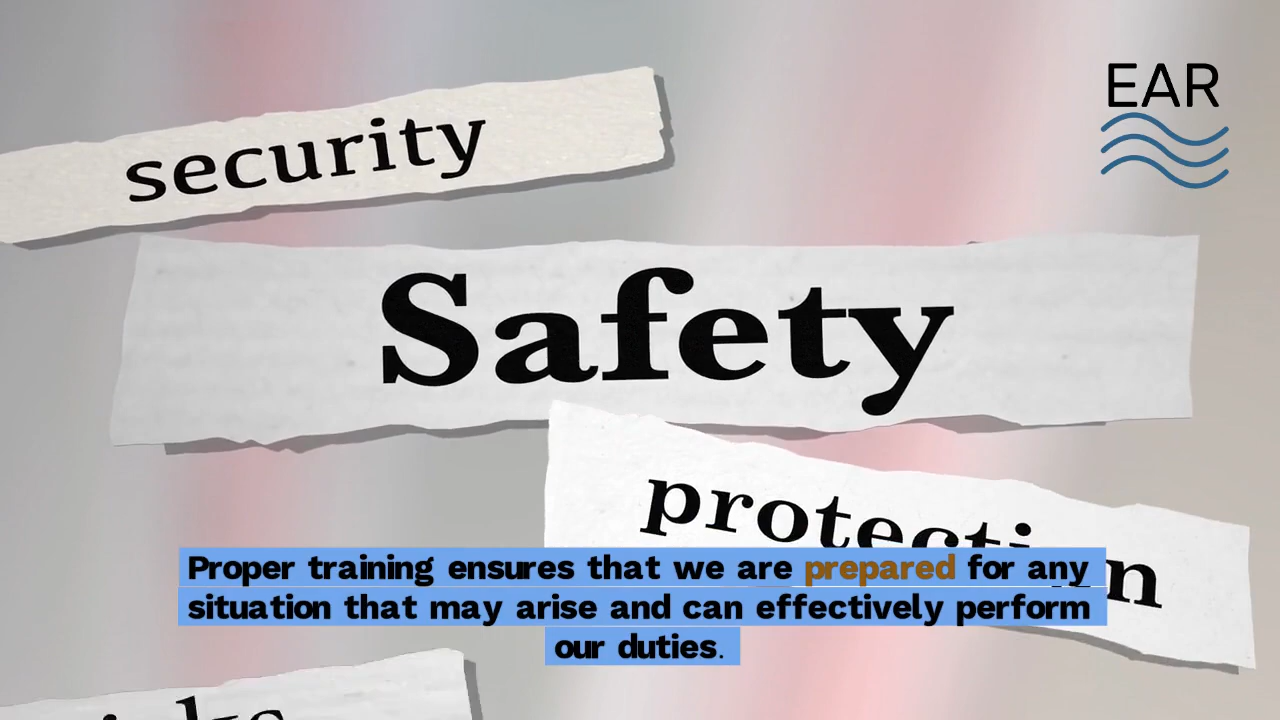 EAR
security
Safety
protection
Proper training ensures that we are prepared for any
situation that may arise and can effectively perform
our duties.